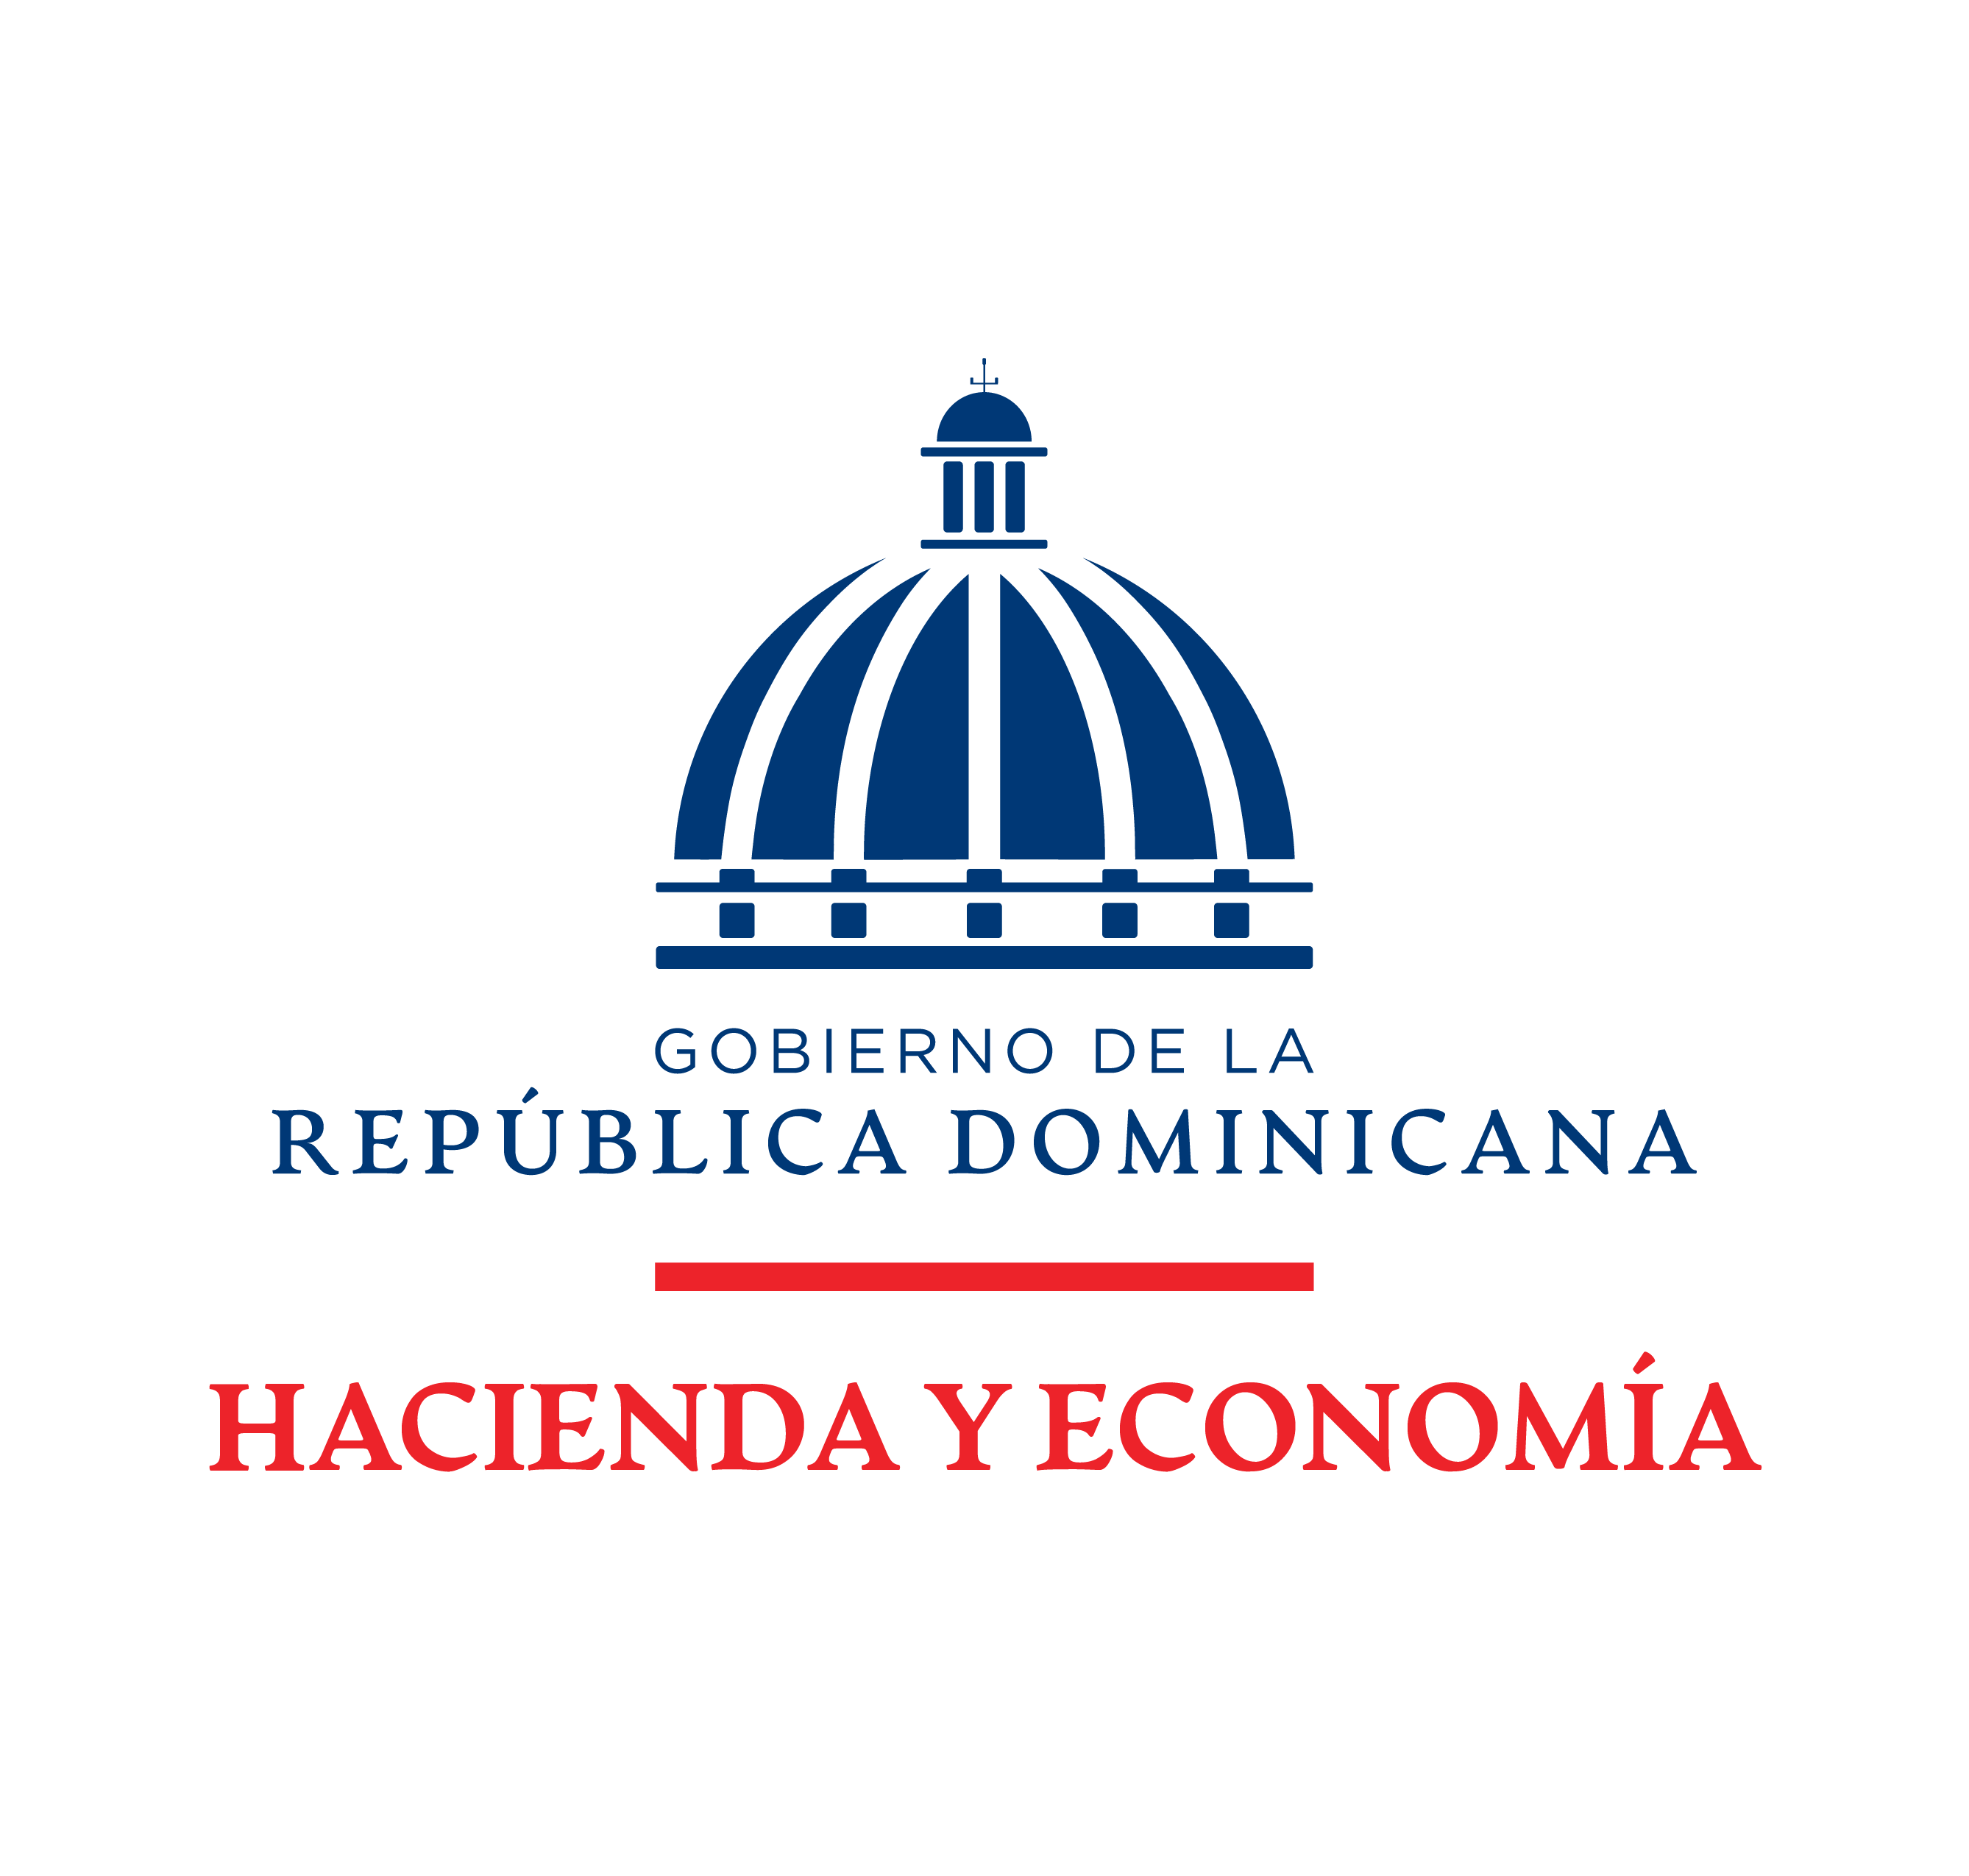 GOBIERNO DE LA
REPÚBLICA DOMINICANA
HACIENDA Y ECONOMÍA